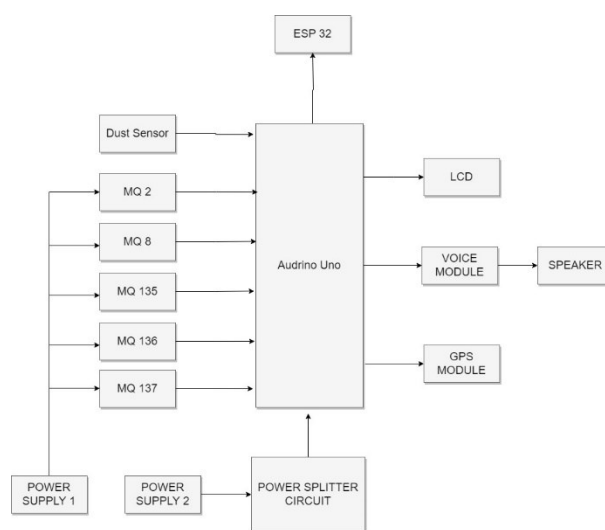 ESP 32
Dust Sensor
MQ 2
LCD
MQ 8
Audrino Uno
VOICE
MODULE
SPEAKER
MQ 135
MQ 136
GPS
MODULE
MQ 137
POWER
SUPPLY 1
POWER
SUPPLY 2
POWER SPLITTER
CIRCUIT